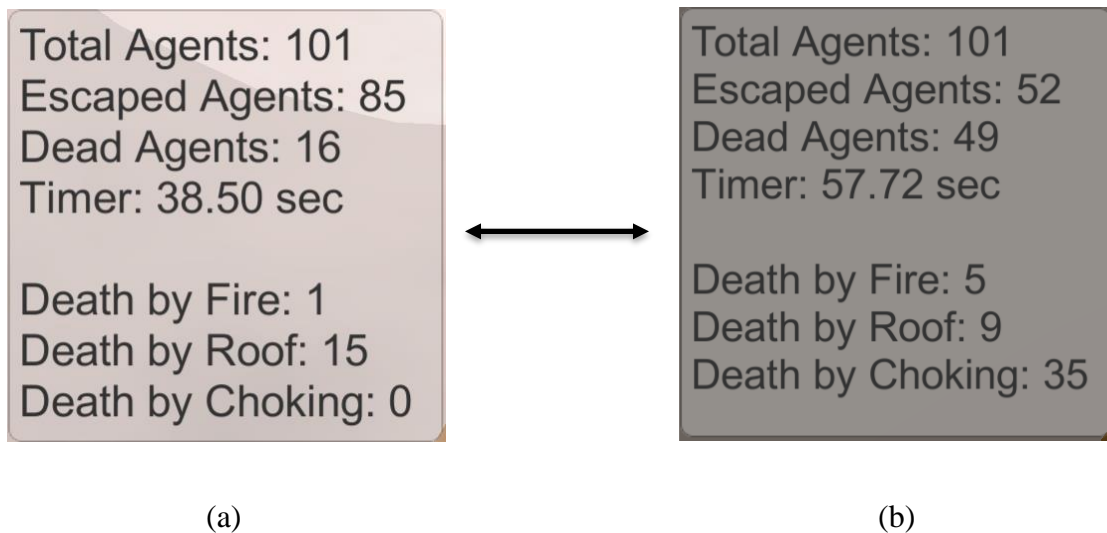 Total Agents: 101
Escaped Agents: 85
Dead Agents: 16
Timer: 38.50 sec
Death by Fire: 1
Death by Roof: 15
Death by Choking: 0
Total Agents: 101
Escaped Agents: 52
Dead Agents: 49
Timer: 57.72 sec
Death by Fire: 5
Death by Roof: 9
Death by Choking: 35
(a)
(b)